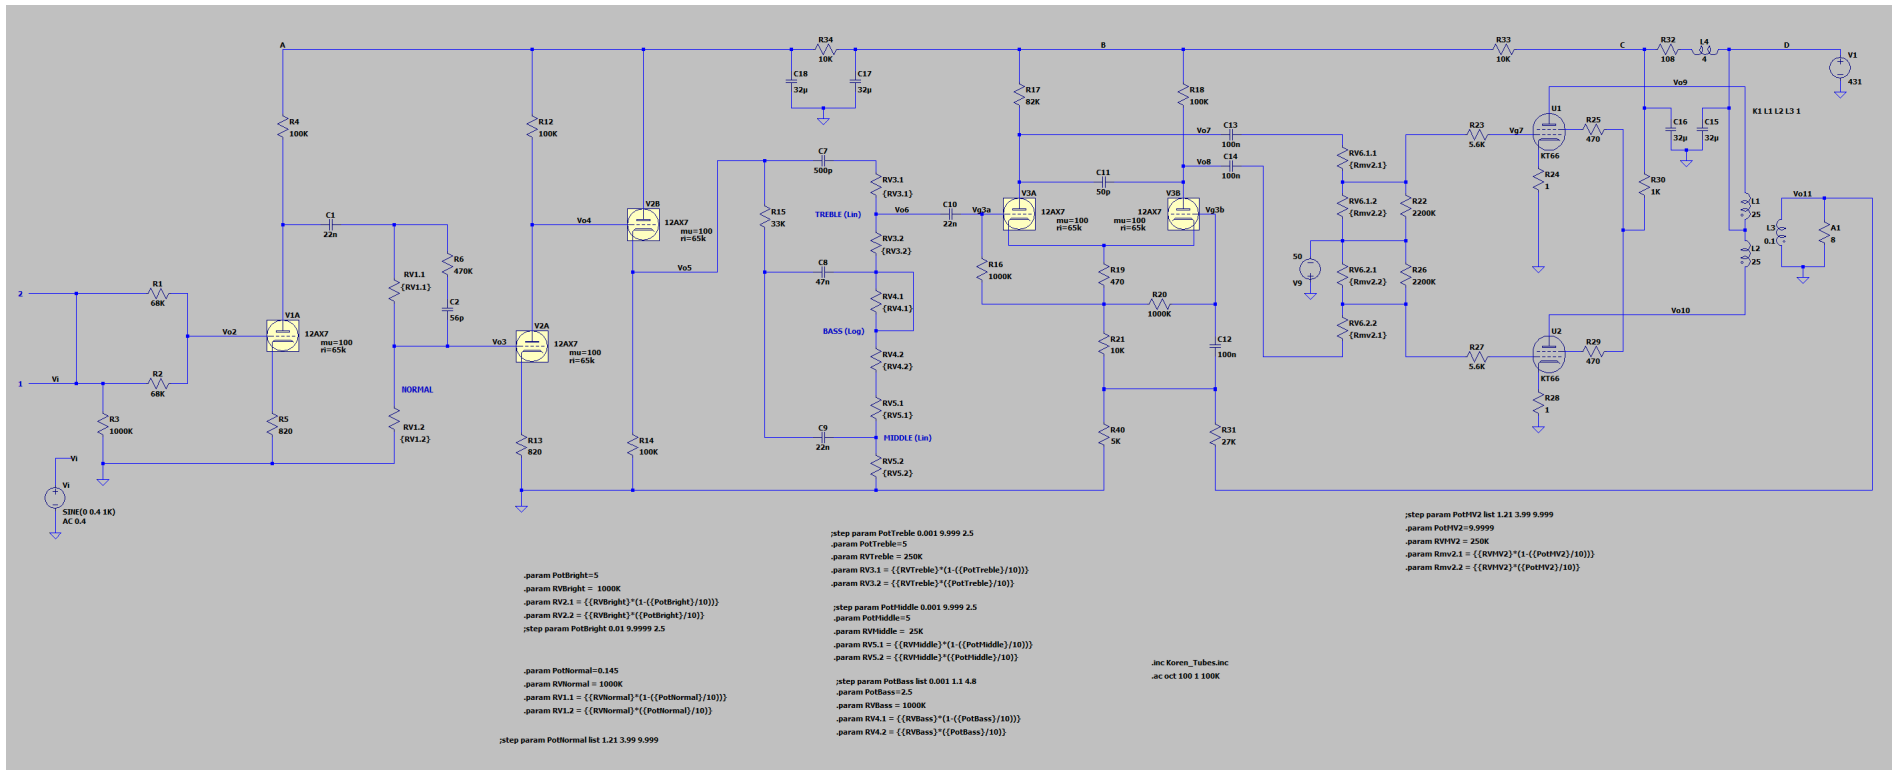 A
R34
10K
B
R33
10K
C
R32
108
L4
4
D
V1
431
C18
32µ
C17
32µ
R17
82K
R18
100K
Vo9
K1 L1 L2 L3 1
R4
100K
R12
100K
Vo7
C13
100n
Vo8
C14
100n
R23
5.6K
Vg7
U1
KT66
R25
470
C16
32µ
C15
32µ
C7
500p
RV6.1.1
{Rmv2.1}
C11
50p
R24
1
R30
1K
RV3.1
{RV3.1}
V3A
12AX7
mu=100
ri=65k
V3B
12AX7
mu=100
ri=65k
Vg3a
Vg3b
RV6.1.2
{Rmv2.2}
R22
2200K
Vo11
L1
25
L3
0.1
A1
8
L2
25
C1
22n
Vo4
V2B
12AX7
mu=100
ri=65k
R15
33K
TREBLE (Lin)
Vo6
C10
22n
RV3.2
{RV3.2}
R6
470K
RV1.1
{RV1.1}
Vo5
C8
47n
R16
1000K
R19
470
50
V9
RV6.2.1
{Rmv2.2}
R26
2200K
2
R1
68K
C2
56p
RV4.1
{RV4.1}
R20
1000K
RV6.2.2
{Rmv2.1}
Vo10
V1A
12AX7
mu=100
ri=65k
Vo2
Vo3
V2A
12AX7
mu=100
ri=65k
BASS (Log)
R21
10K
C12
100n
U2
KT66
R27
5.6K
R29
470
RV4.2
{RV4.2}
1
Vi
R2
68K
NORMAL
R28
1
RV5.1
{RV5.1}
R3
1000K
R5
820
RV1.2
{RV1.2}
R13
820
R14
100K
C9
22n
MIDDLE (Lin)
R40
5K
R31
27K
RV5.2
{RV5.2}
Vi
Vi
SINE(0 0.4 1K)
AC 0.4
;step param PotMV2 list 1.21 3.99 9.999
.param PotMV2=9.9999
.param RVMV2 = 250K
.param Rmv2.1 = {{RVMV2}*(1-({PotMV2}/10))}
.param Rmv2.2 = {{RVMV2}*({PotMV2}/10)}
;step param PotTreble 0.001 9.999 2.5
.param PotTreble=5
.param RVTreble = 250K
.param RV3.1 = {{RVTreble}*(1-({PotTreble}/10))}
.param RV3.2 = {{RVTreble}*({PotTreble}/10)}
.param PotBright=5
.param RVBright =  1000K
.param RV2.1 = {{RVBright}*(1-({PotBright}/10))}
.param RV2.2 = {{RVBright}*({PotBright}/10)}
;step param PotBright 0.01 9.9999 2.5
;step param PotMiddle 0.001 9.999 2.5
.param PotMiddle=5
.param RVMiddle =  25K
.param RV5.1 = {{RVMiddle}*(1-({PotMiddle}/10))}
.param RV5.2 = {{RVMiddle}*({PotMiddle}/10)}
.inc Koren_Tubes.inc
.ac oct 100 1 100K
.param PotNormal=0.145
.param RVNormal = 1000K
.param RV1.1 = {{RVNormal}*(1-({PotNormal}/10))}
.param RV1.2 = {{RVNormal}*({PotNormal}/10)}
;step param PotNormal list 1.21 3.99 9.999
;step param PotBass list 0.001 1.1 4.8
.param PotBass=2.5
.param RVBass = 1000K
.param RV4.1 = {{RVBass}*(1-({PotBass}/10))}
.param RV4.2 = {{RVBass}*({PotBass}/10)}